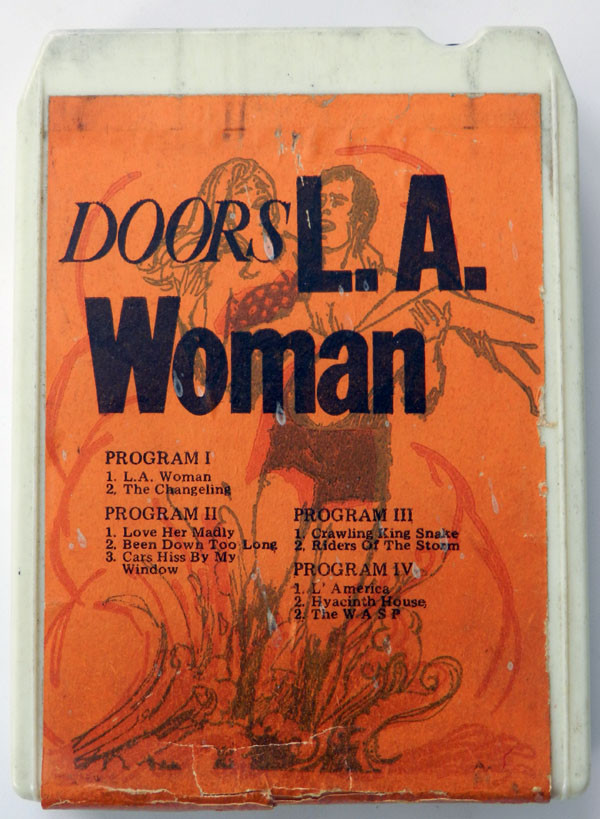 DOORS L. A.
Woman
PROGRAM I
1. L.A. Woman
2. The Changeling
PROGRAM II
1. Love Her Madly
2. Been Down Too Long
3. Cars Hiss By My
Window
PROGRAM III
1. Crawling King Snake
2. Riders Of The Storm
PROGRAM IV
1. L' America
2. Hyacinth House,
2. The W A S P